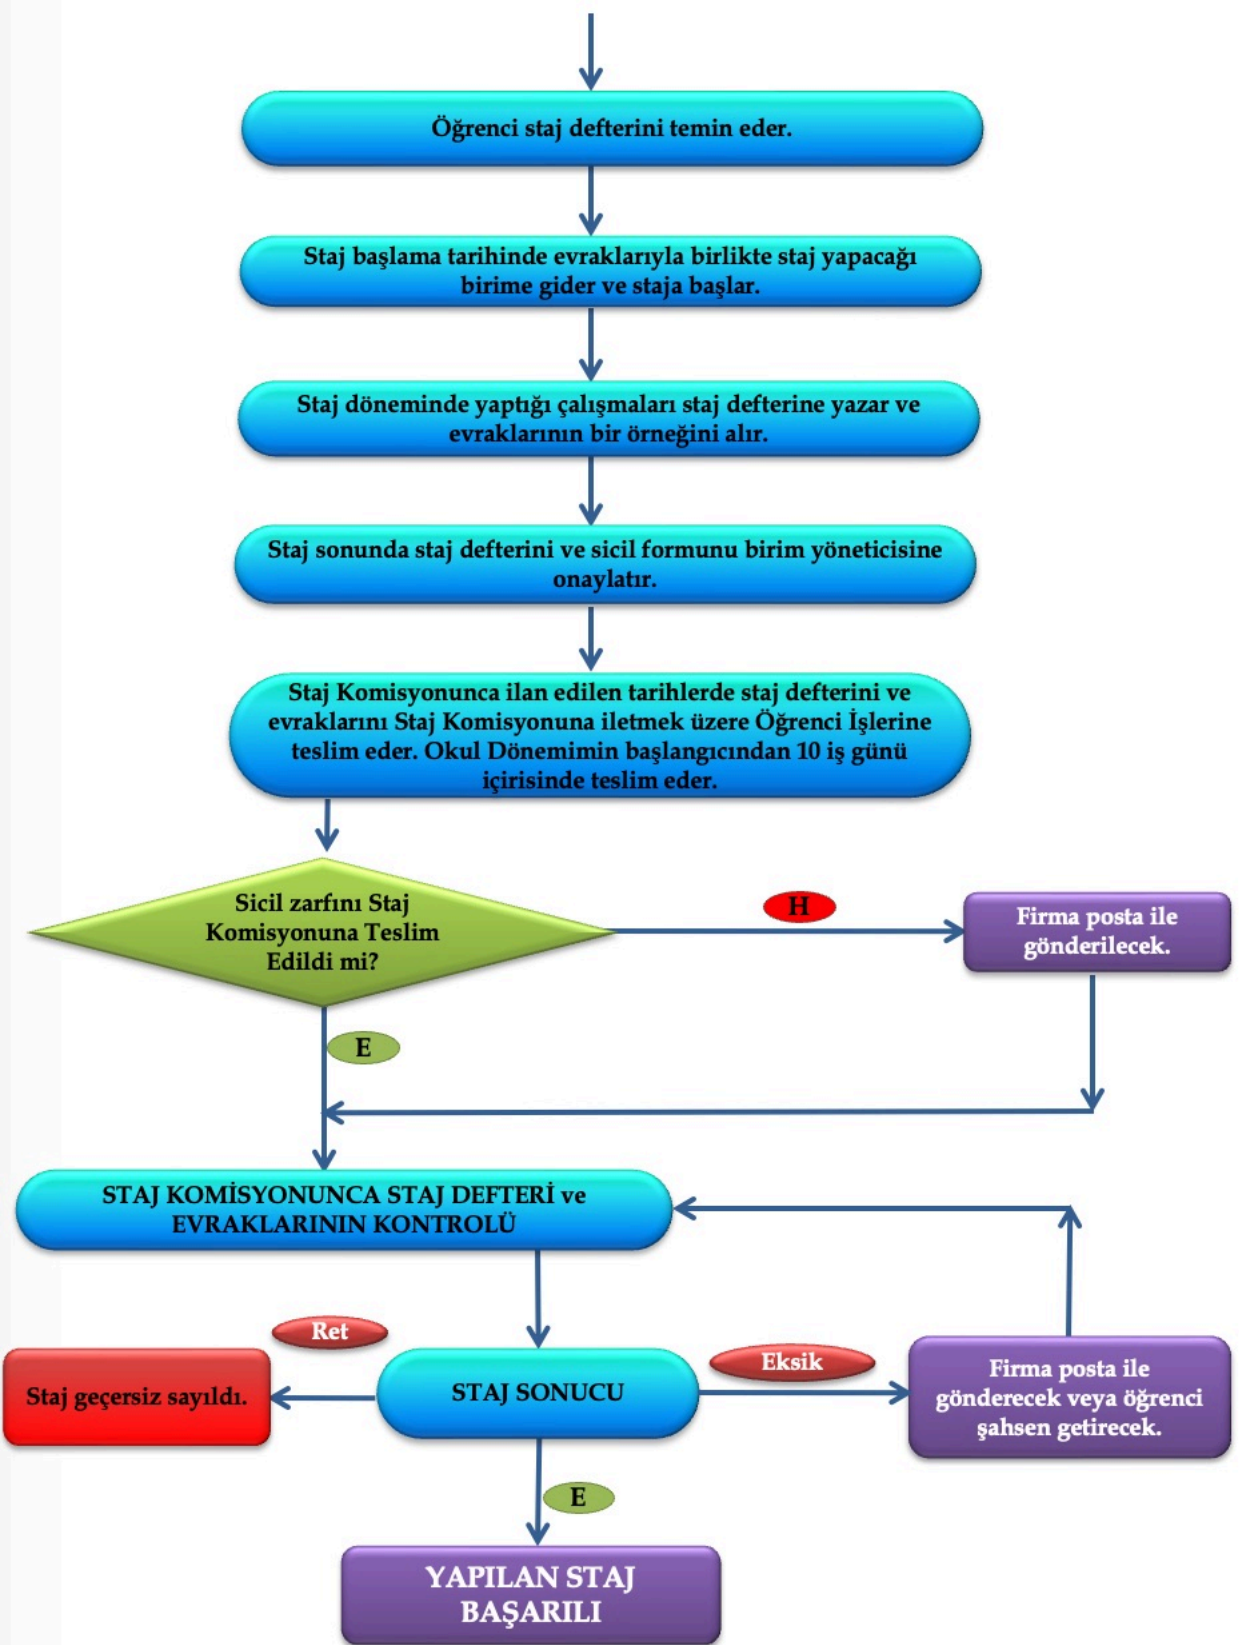 Öğrenci staj defterini temin eder.
Staj başlama tarihinde evraklarıyla birlikte staj yapacağı
birime gider ve staja başlar.
Staj döneminde yaptığı çalışmaları staj defterine yazar ve
evraklarının bir örneğini alır.
Staj sonunda staj defterini ve sicil formunu birim yöneticisine
onaylatır.
Staj Komisyonunca ilan edilen tarihlerde staj defterini ve
evraklarını Staj Komisyonuna iletmek üzere Öğrenci İşlerine
teslim eder. Okul Dönemimin başlangıcından 10 iş günü
içirisinde teslim eder.
Sicil zarfını Staj
Komisyonuna Teslim
Edildi mi?
H
Firma posta ile
gönderilecek.
E
STAJ KOMİSYONUNCA STAJ DEFTERİ ve
EVRAKLARININ KONTROLÜ
Ret
Staj geçersiz sayıldı.
STAJ SONUCU
Eksik
Firma posta ile
gönderecek veya öğrenci
şahsen getirecek.
E
YAPILAN STAJ
BAŞARILI